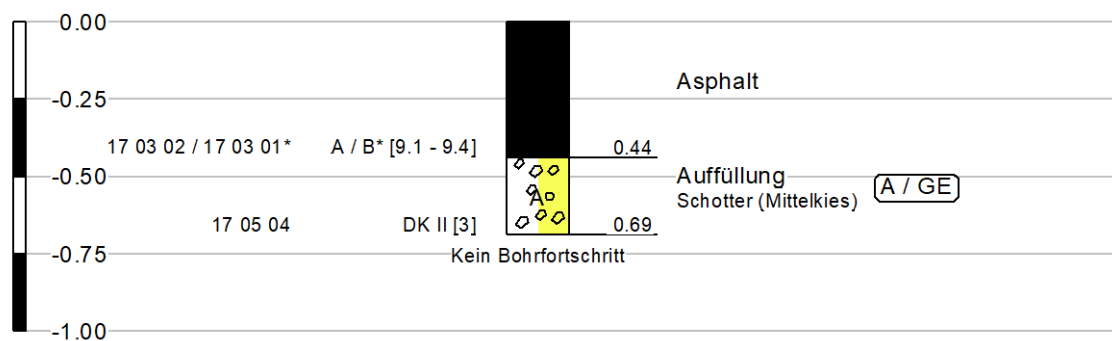 0.00
Asphalt
-0.25
17 03 02 / 17 03 01* A / B* [9.1 - 9.4] 0.44
-0.50
Auffüllung
A / GE
Schotter (Mittelkies)
A
17 05 04 DK II [3] 0.69
-0.75
Kein Bohrfortschritt
-1.00